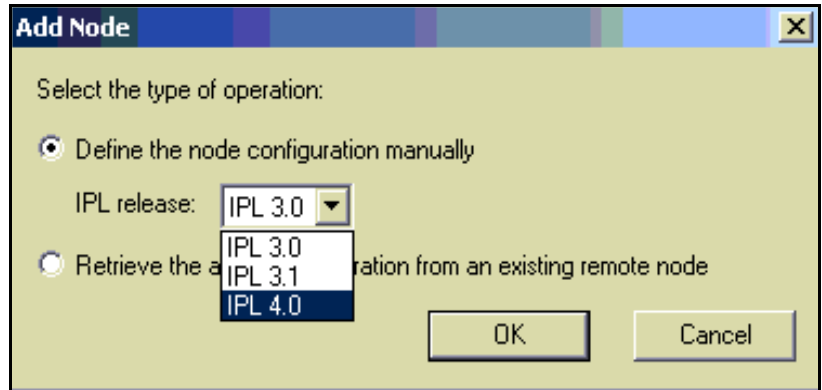 Add Node
Select the type of operation:
Define the node configuration manually
IPL release: IPL 3.0
IPL 3.0
Retrieve the a ration from an existing remote node
IPL 3.1
IPL 4.0
OK Cancel